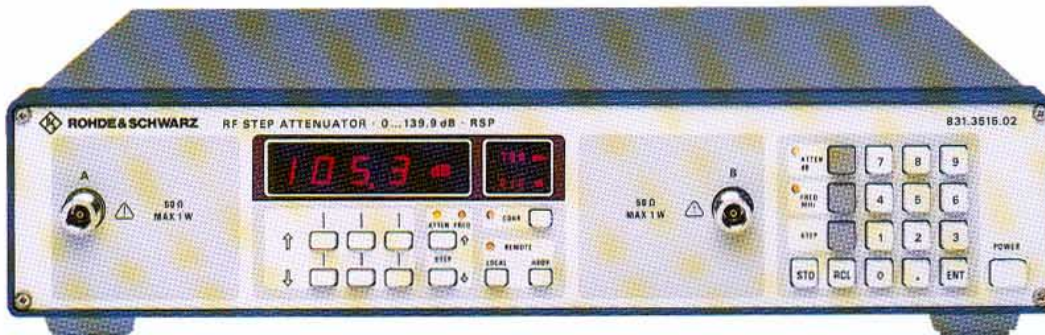 ROHDE & SCHWARZ RF STEP ATTENUATOR · 0...139.9 dB · RSP 831.3515.02
A
50 Ω
MAX 1 W
105.3 dB
ATTEN FREQ
STEP
CORR
REMOTE
LOCAL ADDR
B
50 Ω
MAX 1 W
ATTEN dB 7 8 9
FREQ MHz 4 5 6
STEP 1 2 3
STO RCL 0 . ENT
POWER